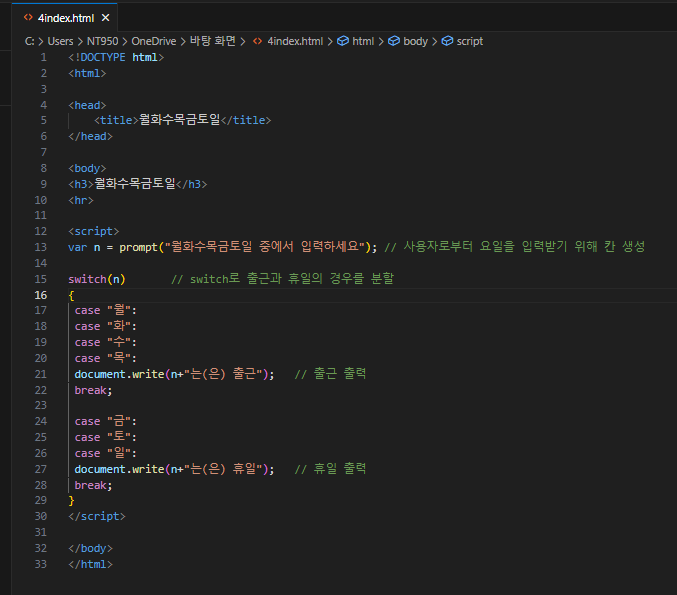 4index.html
C: > Users > NT950 > OneDrive > 바탕 화면 > 4index.html > html > body > script
1 <!DOCTYPE html>
2 <html>
3
4 <head>
5 <title>월화수목금토일</title>
6 </head>
7
8 <body>
9 <h3>월화수목금토일</h3>
10 <hr>
11
12 <script>
13 var n = prompt("월화수목금토일 중에서 입력하세요"); // 사용자로부터 요일을 입력받기 위해 칸 생성
14
15 switch(n) // switch로 출근과 휴일의 경우를 분할
16 {
17 case "월":
18 case "화":
19 case "수":
20 case "목":
21 document.write(n+"는(은) 출근"); // 출근 출력
22 break;
23
24 case "금":
25 case "토":
26 case "일":
27 document.write(n+"는(은) 휴일"); // 휴일 출력
28 break;
29 }
30 </script>
31
32 </body>
33 </html>